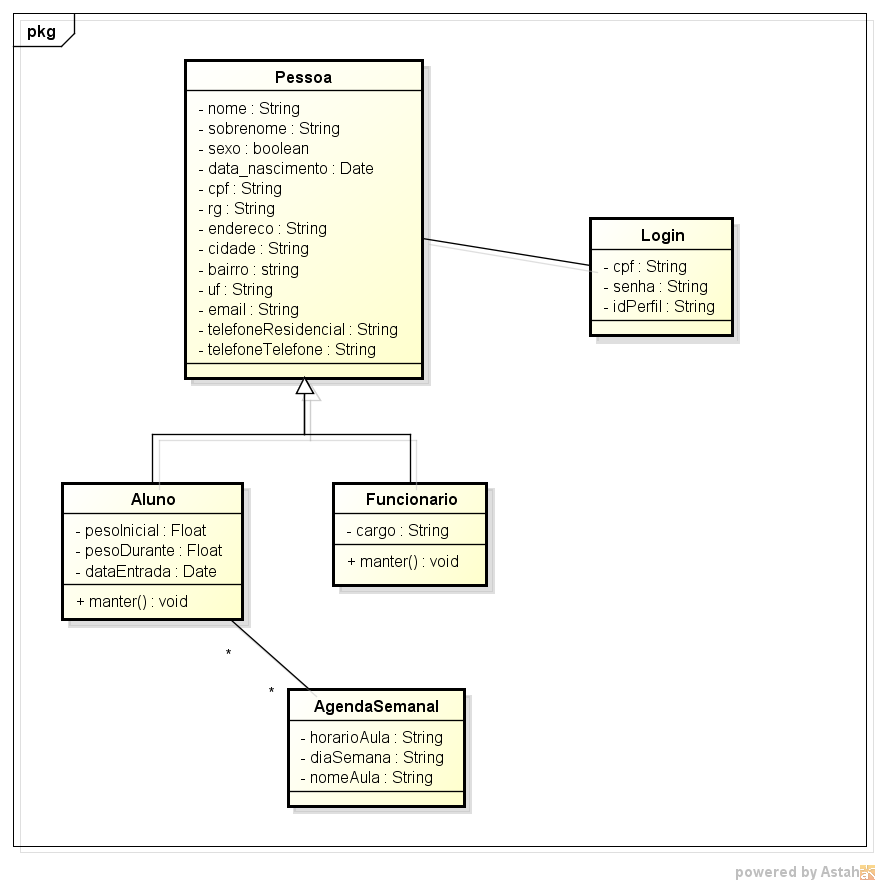 pkg
Pessoa
- nome : String
- sobrenome : String
- sexo : boolean
- data_nascimento : Date
- cpf : String
- rg : String
- endereco : String
- cidade : String
- bairro : string
- uf : String
- email : String
- telefoneResidencial : String
- telefoneTelefone : String
Login
- cpf : String
- senha : String
- idPerfil : String
Aluno
- pesoInicial : Float
- pesoDurante : Float
- dataEntrada : Date
+ manter() : void
Funcionario
- cargo : String
+ manter() : void
*
*
AgendaSemanal
- horarioAula : String
- diaSemana : String
- nomeAula : String
powered by Astah